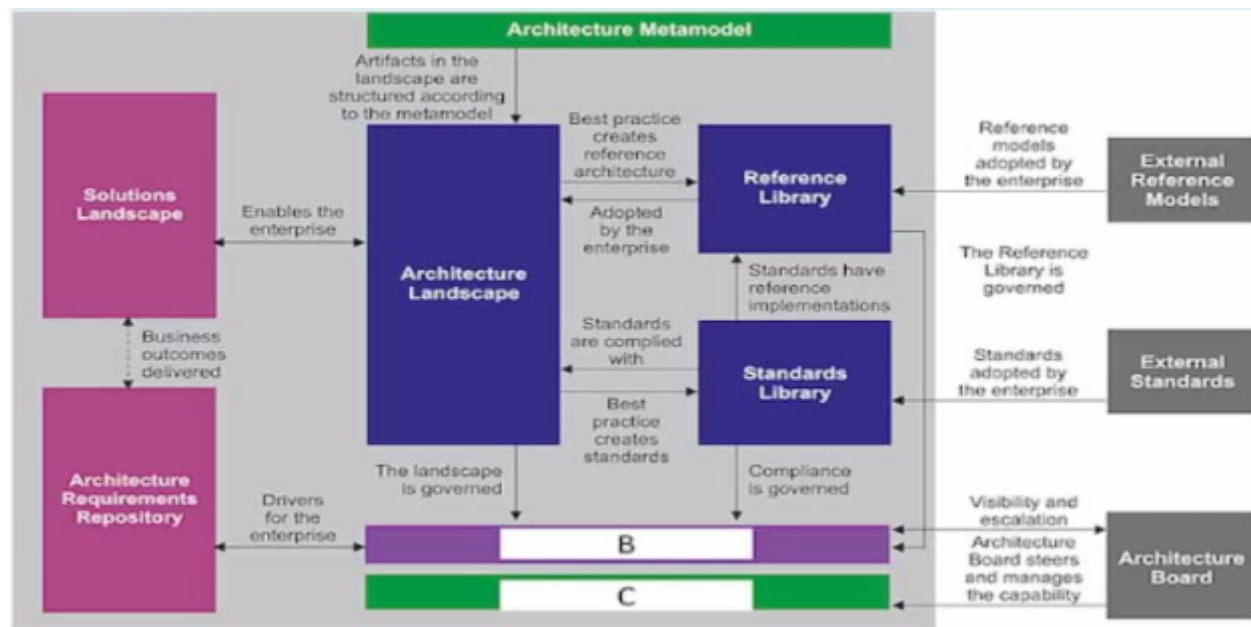 Architecture Metamodel
Artifacts in the
landscape are
structured according
to the metamodel
Solutions
Landscape
Enables the
enterprise
Architecture
Landscape
Best practice
creates
reference
architecture
Adopted
by the
enterprise
Reference
Library
Reference
models
adopted by
the enterprise
External
Reference
Models
The Reference
Library is
governed
Standards have
reference
implementations
Business
outcomes
delivered
Standards
are complied
with
Standards
Library
Best
practice
creates
standards
Standards
adopted by
the enterprise
External
Standards
Architecture
Requirements
Repository
Drivers
for the
enterprise
The landscape
is governed
Compliance
is governed
B
C
Visibility and
escalation
Architecture
Board steers
and manages
the capability
Architecture
Board